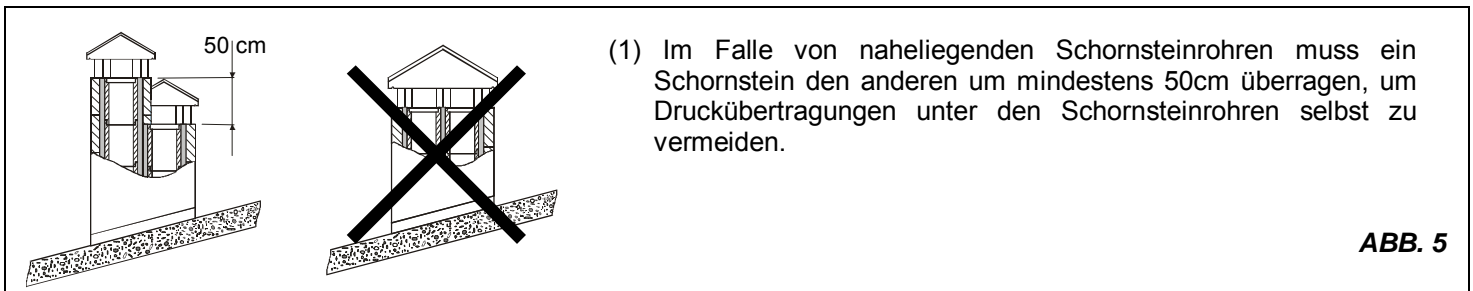 50 cm
(1) Im Falle von naheliegenden Schornsteinrohren muss ein
Schornstein den anderen um mindestens 50cm überragen, um
Druckübertragungen unter den Schornsteinrohren selbst zu
vermeiden.
ABB. 5